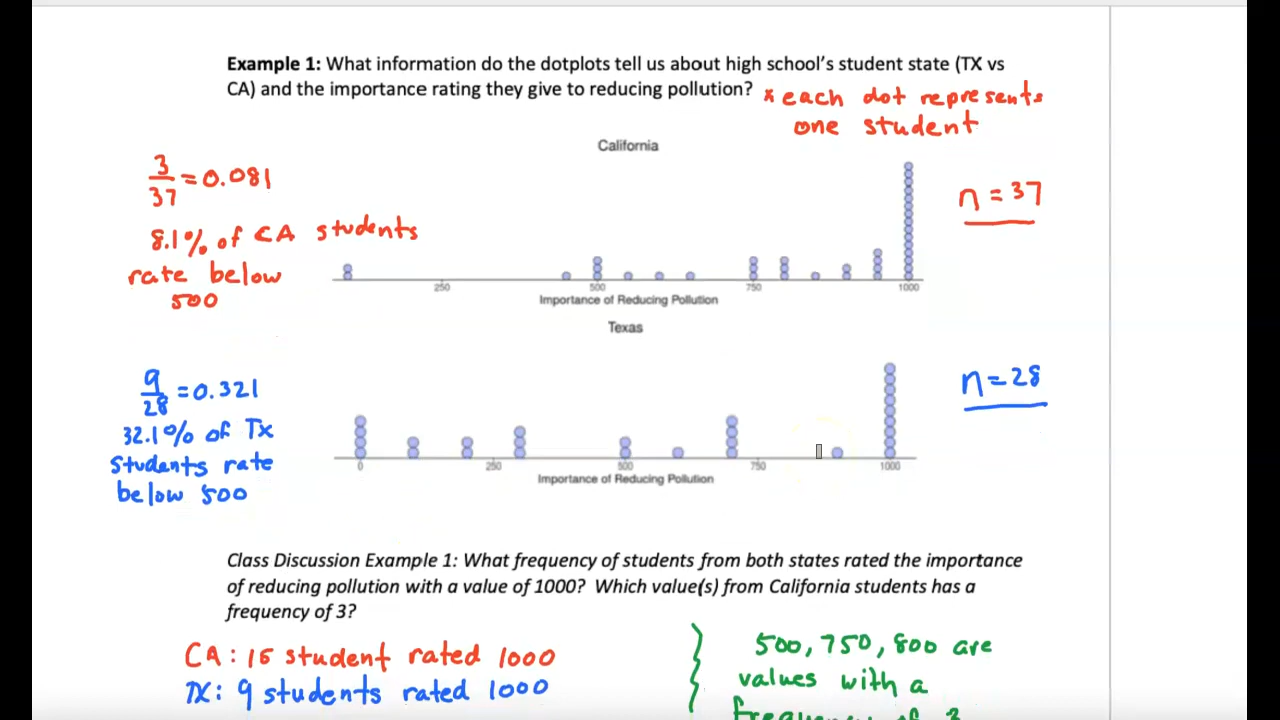 Example 1: What information do the dotplots tell us about high school's student state (TX vs
CA) and the importance rating they give to reducing pollution?
* each dot represents
one student
California
3/37 = 0.081
8.1% of CA students
rate below
500
n = 37
250
500
750
1000
Importance of Reducing Pollution
Texas
9/28 = 0.321
32.1% of Tx
students rate
below 500
n = 28
0
250
500
750
1000
Importance of Reducing Pollution
Class Discussion Example 1: What frequency of students from both states rated the importance
of reducing pollution with a value of 1000? Which value(s) from California students has a
frequency of 3?
CA: 15 student rated 1000
TX: 9 students rated 1000
500, 750, 800 are
values with a
frequency of 3